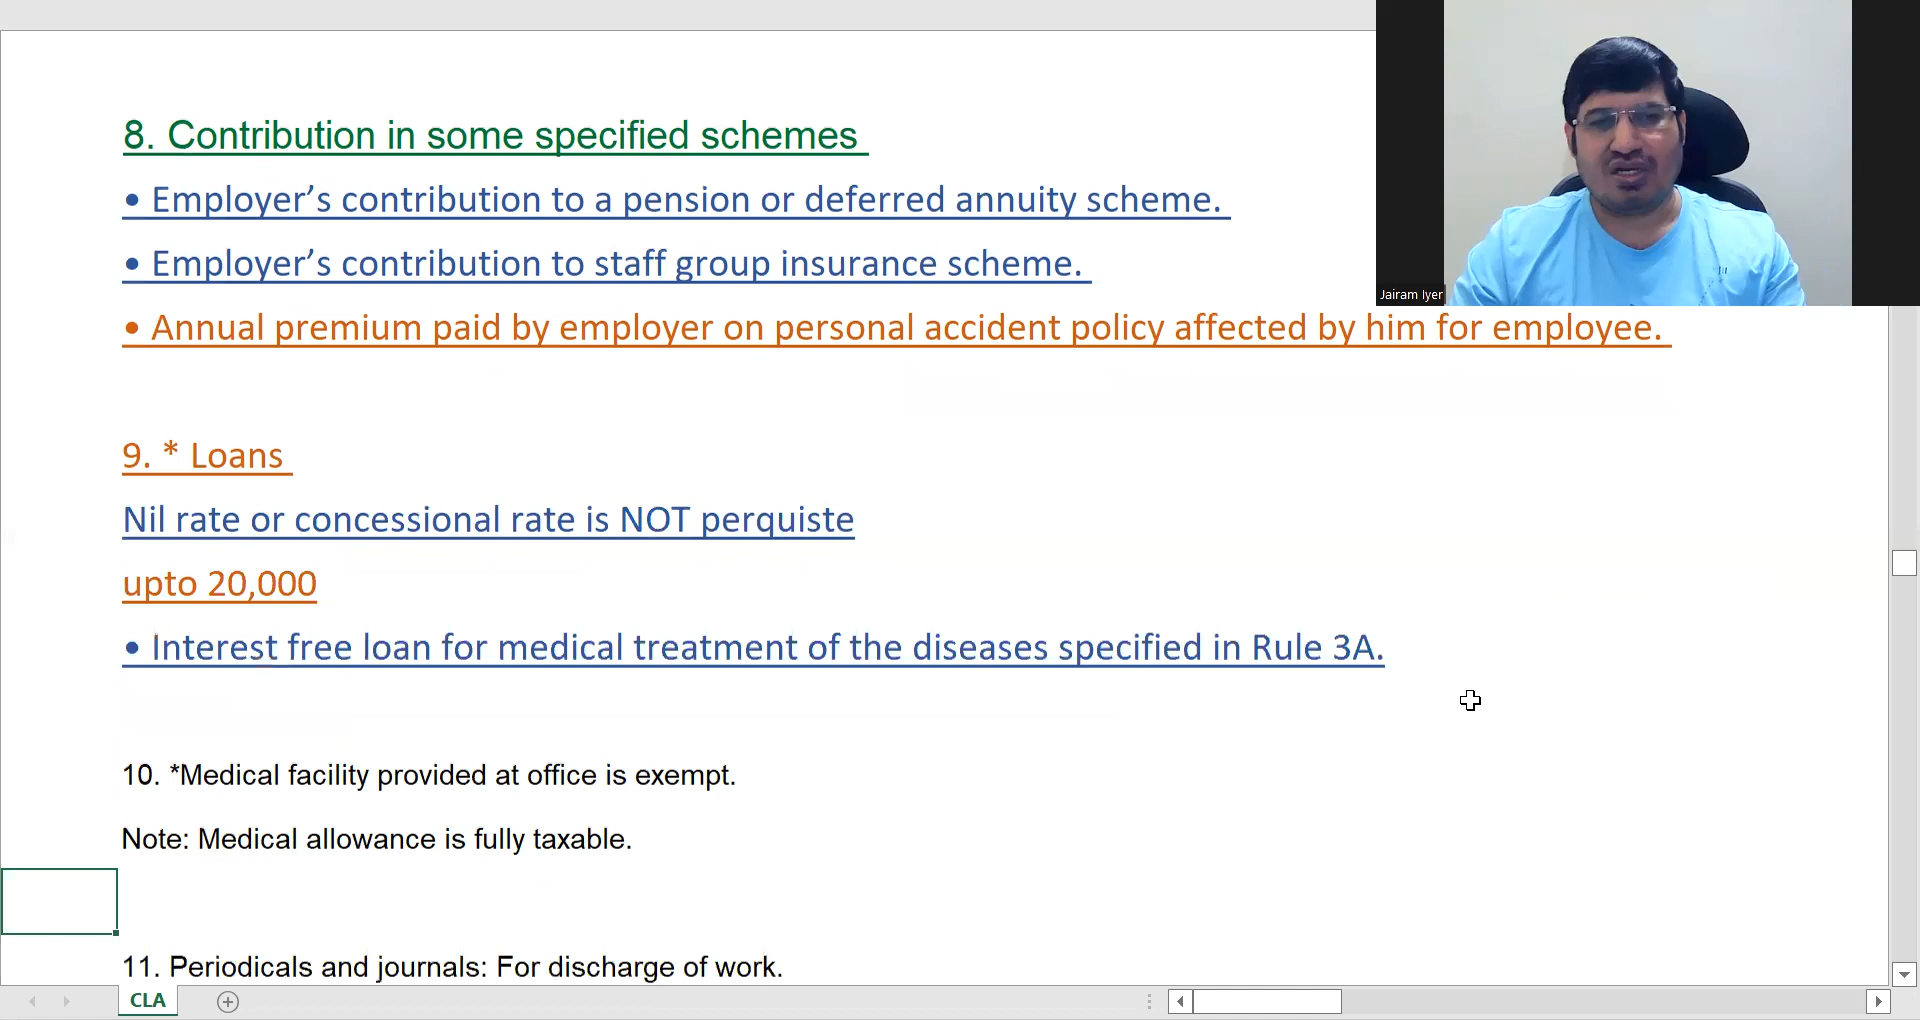 8. Contribution in some specified schemes
• Employer’s contribution to a pension or deferred annuity scheme.
• Employer’s contribution to staff group insurance scheme.
Jairam Iyer
• Annual premium paid by employer on personal accident policy affected by him for employee.
9. * Loans
Nil rate or concessional rate is NOT perquiste
upto 20,000
• Interest free loan for medical treatment of the diseases specified in Rule 3A.
10. *Medical facility provided at office is exempt.
Note: Medical allowance is fully taxable.
11. Periodicals and journals: For discharge of work.
CLA